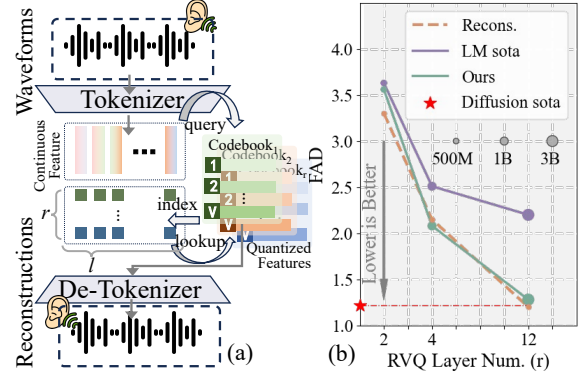 Waveforms
Tokenizer
query
Continuous
Feature
Codebook1
Codebook2
Codebookr
1
2
V
1
V
V
index
lookup
r
l
Quantized
Features
De-Tokenizer
Reconstructions
(a)
Recons.
LM sota
Ours
Diffusion sota
500M
1B
3B
Lower is Better
FAD
4.0
3.5
3.0
2.5
2.0
1.5
1.0
2
4
12
RVQ Layer Num. (r)
(b)